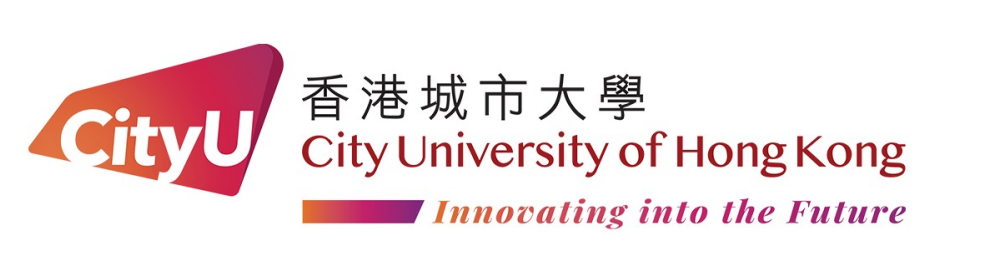 CityU
香港城市大學
City University of Hong Kong
Innovating into the Future